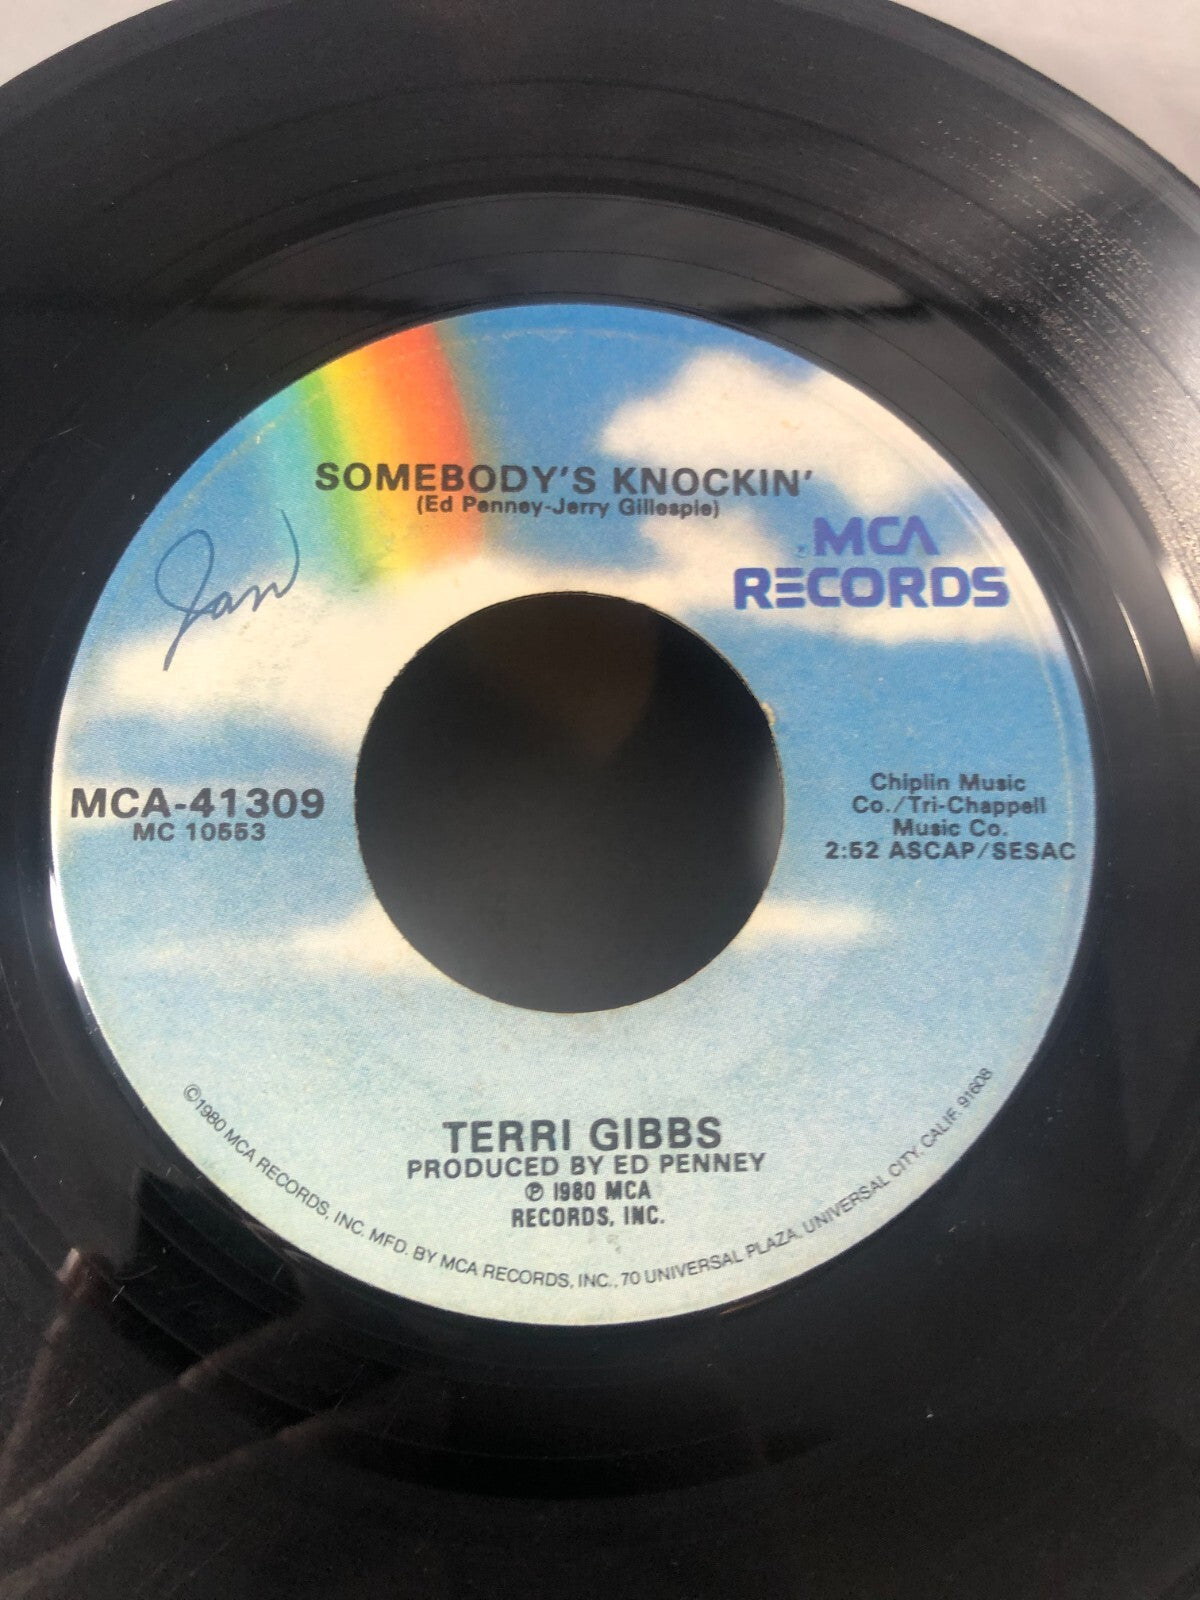 SOMEBODY'S KNOCKIN'
(Ed Penney-Jerry Gillespie)
MCA
RECORDS
Jan
MCA-41309
MC 10553
Chiplin Music
Co./Tri-Chappell
Music Co.
2:52 ASCAP/SESAC
TERRI GIBBS
PRODUCED BY ED PENNEY
℗ 1980 MCA
RECORDS, INC.
©1980 MCA RECORDS, INC. MFD. BY MCA RECORDS, INC., 70 UNIVERSAL PLAZA, UNIVERSAL CITY, CALIF. 91608